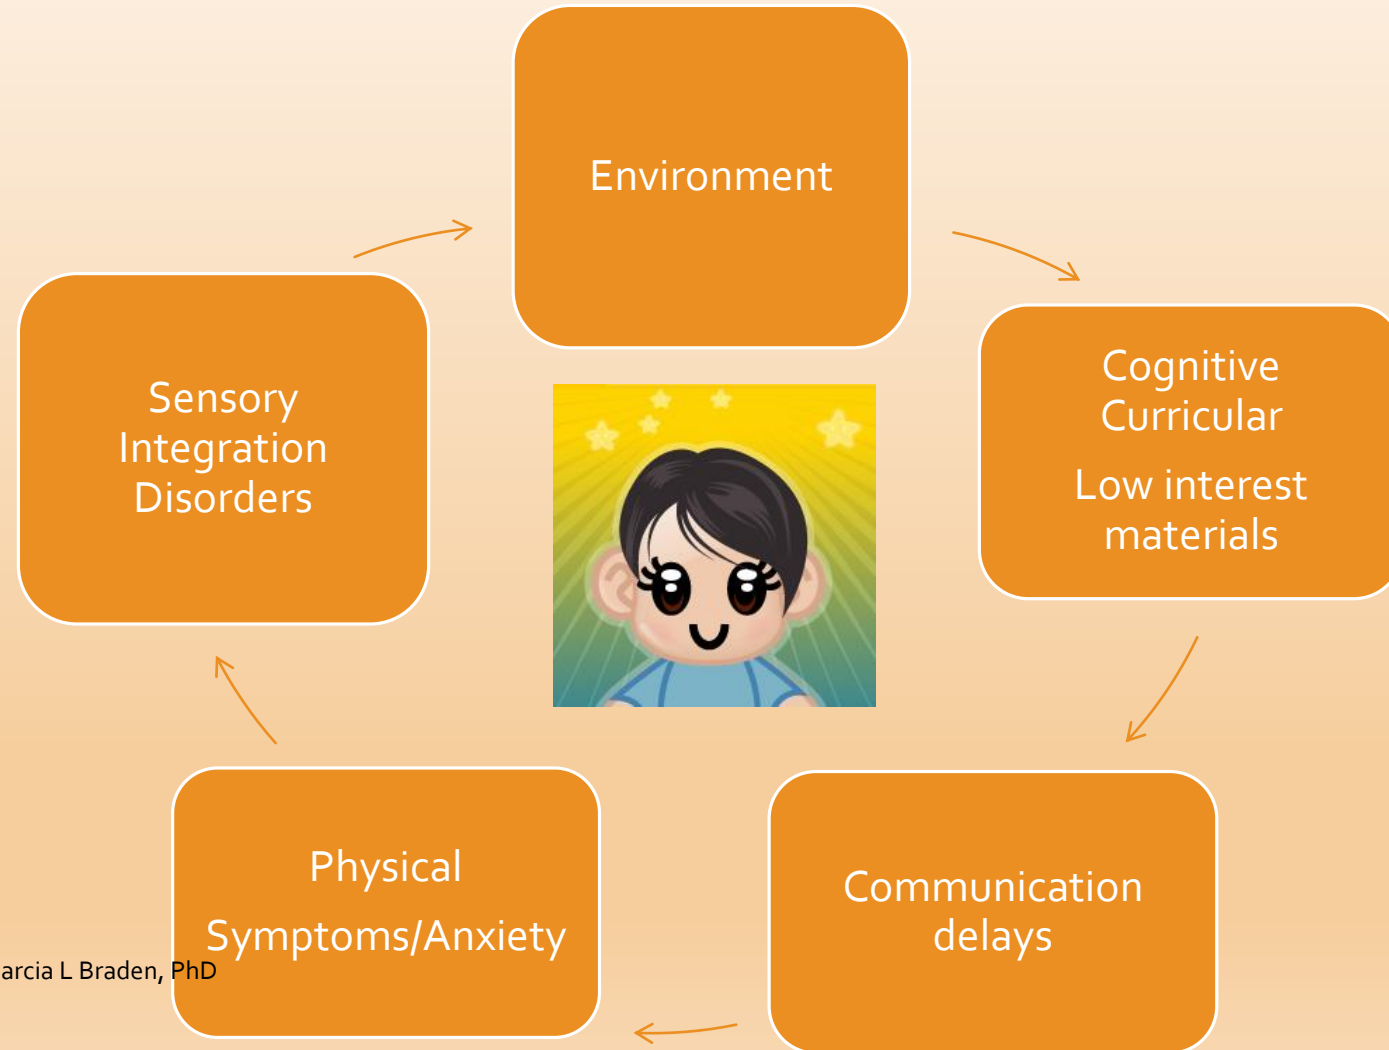 Environment
Cognitive
Curricular
Low interest
materials
Communication
delays
Physical
Symptoms/Anxiety
Sensory
Integration
Disorders
arcia L Braden, PhD